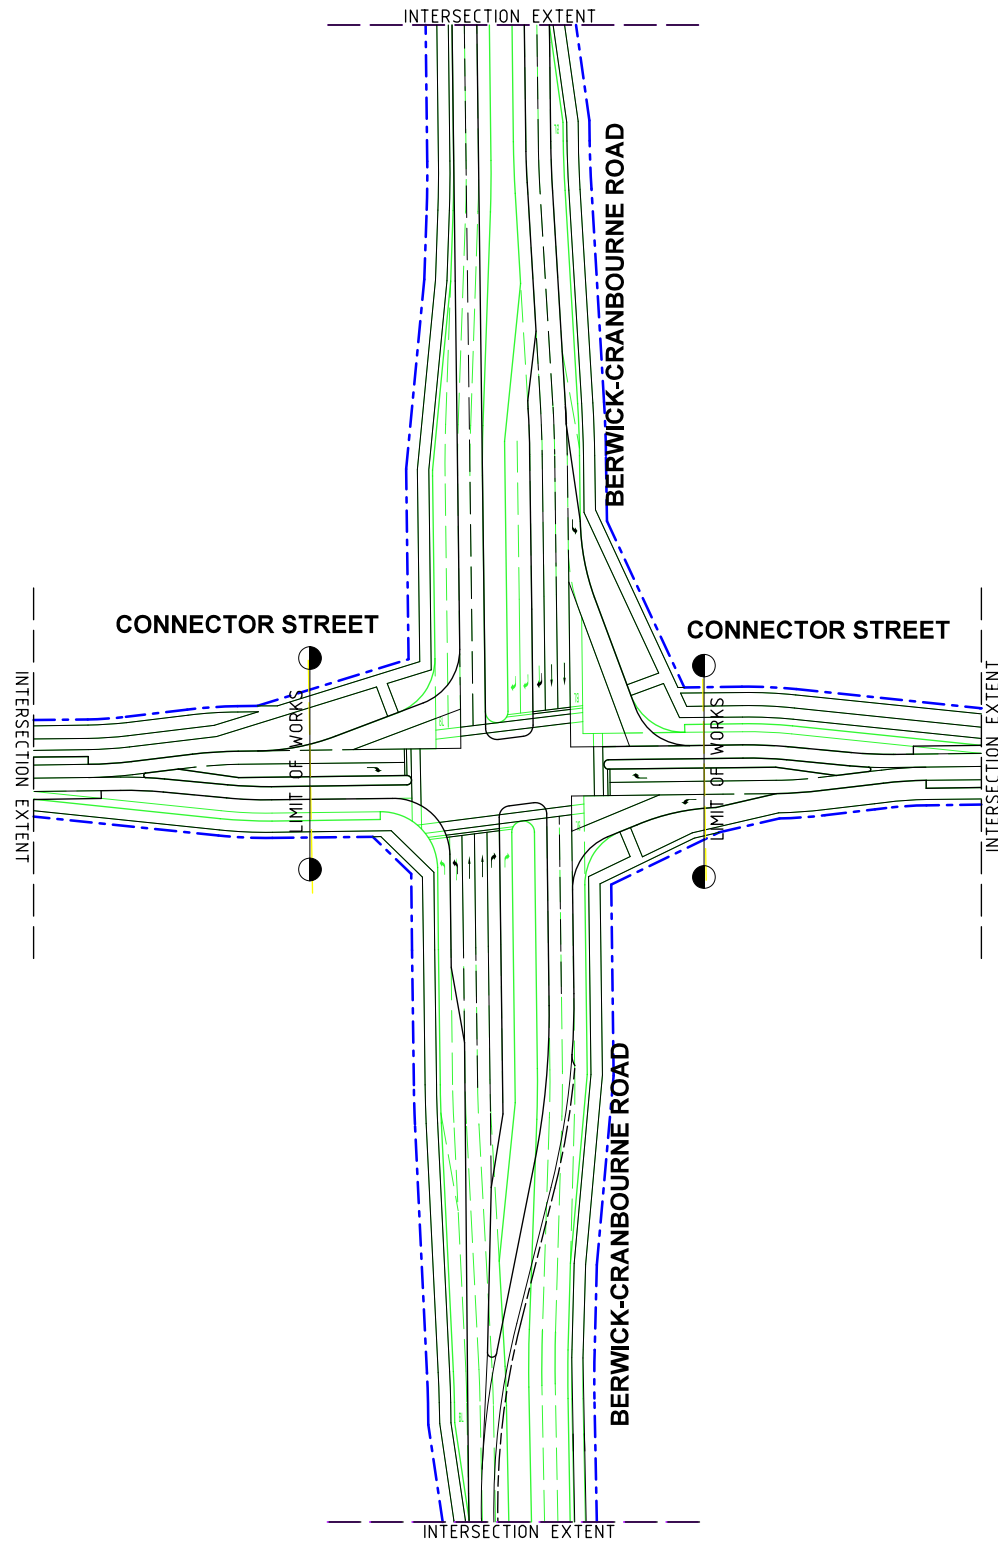 INTERSECTION EXTENT
BERWICK-CRANBOURNE ROAD
CONNECTOR STREET
CONNECTOR STREET
INTERSECTION EXTENT
LIMIT OF WORKS
LIMIT OF WORKS
INTERSECTION EXTENT
BERWICK-CRANBOURNE ROAD
INTERSECTION EXTENT